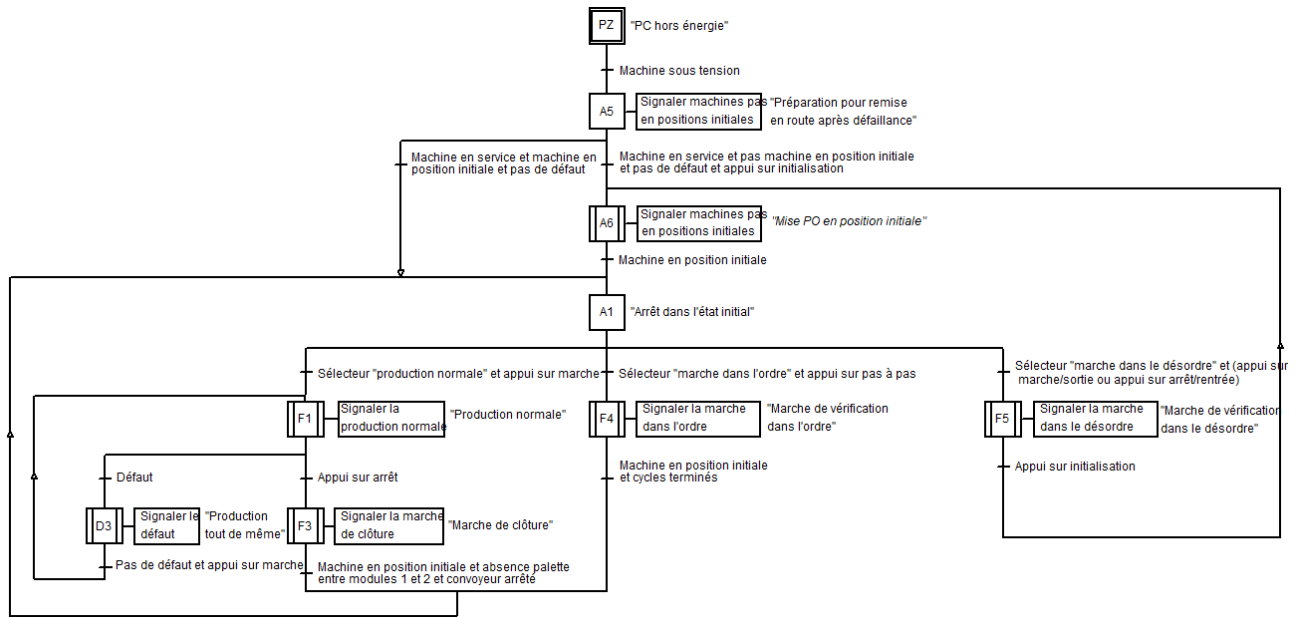 PZ "PC hors énergie"
Machine sous tension
A5 Signaler machines pas "Préparation pour remise
en positions initiales en route après défaillance"
Machine en service et machine en
position initiale et pas de défaut
Machine en service et pas machine en position initiale
et pas de défaut et appui sur initialisation
A6 Signaler machines pas "Mise PO en position initiale"
en positions initiales
Machine en position initiale
A1 "Arrêt dans l'état initial"
Sélecteur "production normale" et appui sur marche
Sélecteur "marche dans l'ordre" et appui sur pas à pas
Sélecteur "marche dans le désordre" et (appui sur
marche/sortie ou appui sur arrêt/rentrée)
F1 Signaler la "Production normale"
production normale
F4 Signaler la marche "Marche de vérification
dans l'ordre dans l'ordre"
F5 Signaler la marche "Marche de vérification
dans le désordre dans le désordre"
Défaut
Appui sur arrêt
Machine en position initiale
et cycles terminés
Appui sur initialisation
D3 Signaler le "Production
défaut tout de même"
F3 Signaler la marche "Marche de clôture"
de clôture
Pas de défaut et appui sur marche
Machine en position initiale et absence palette
entre modules 1 et 2 et convoyeur arrêté